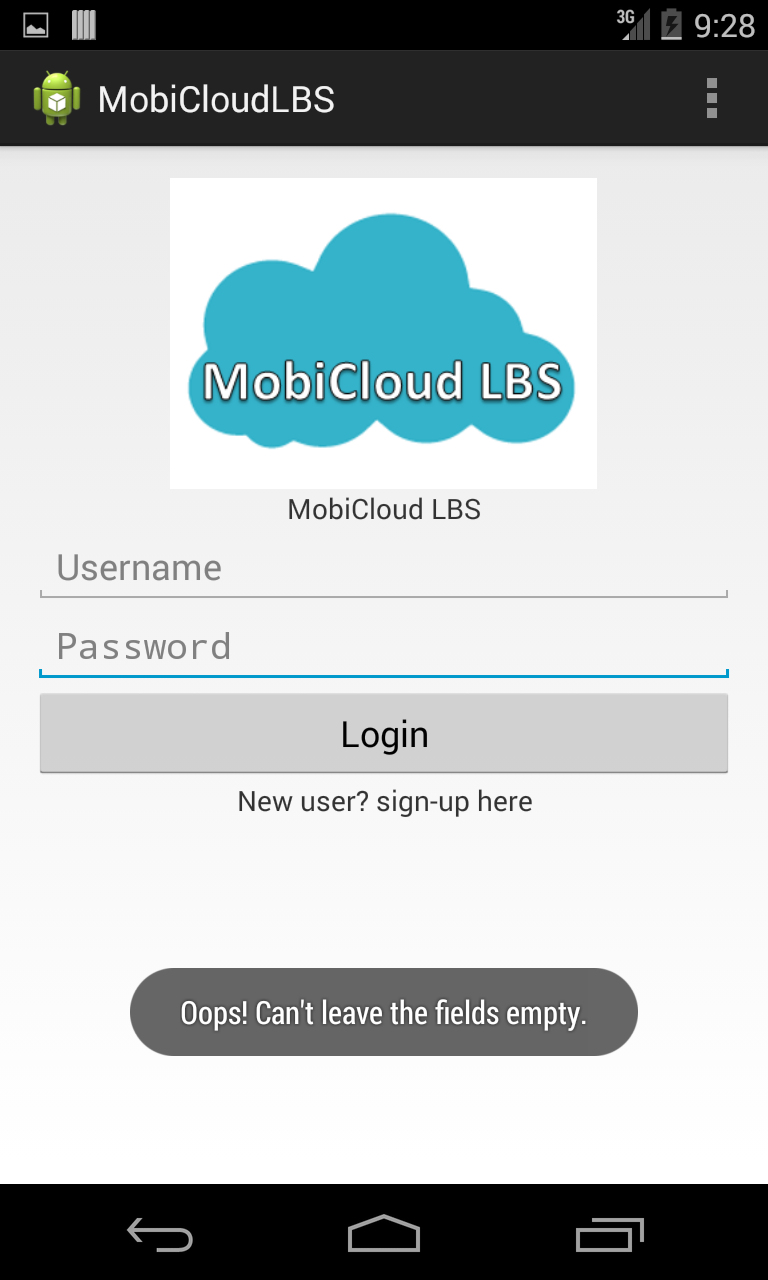 3G 9:28
MobiCloudLBS
MobiCloud LBS
MobiCloud LBS
Username
Password
Login
New user? sign-up here
Oops! Can't leave the fields empty.